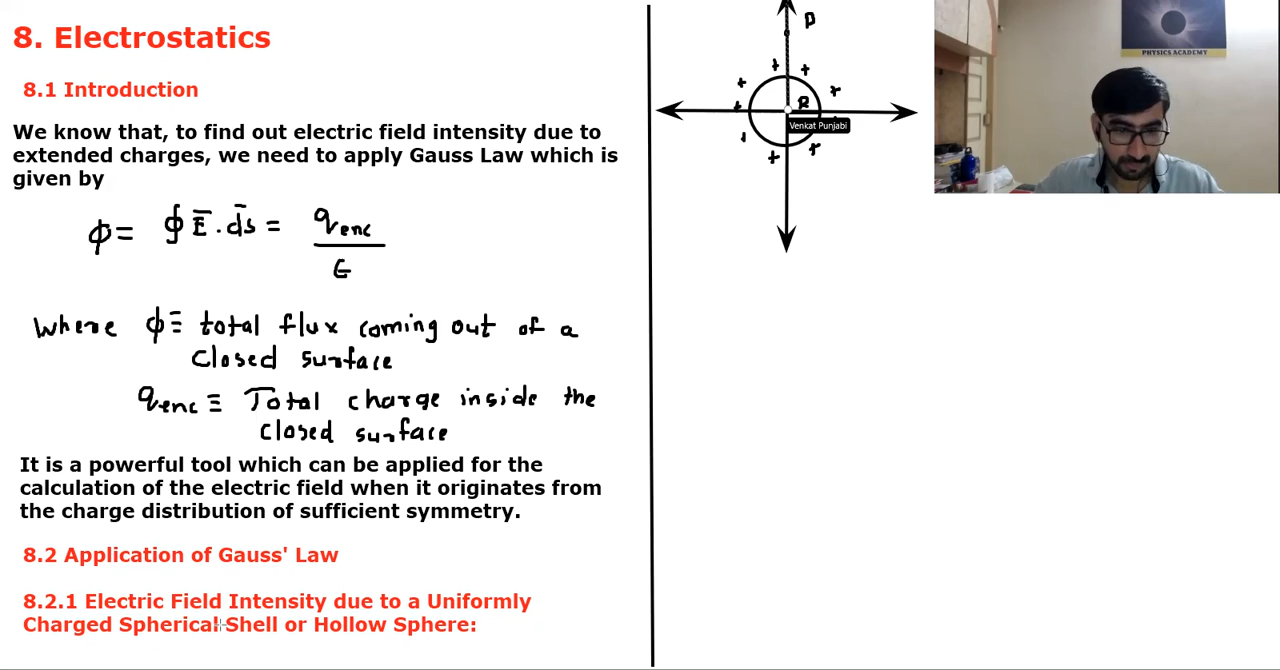 8. Electrostatics
8.1 Introduction
We know that, to find out electric field intensity due to
extended charges, we need to apply Gauss Law which is
given by
ϕ = ∮ E̅ . d̅s = q_enc / ϵ
Where ϕ ≡ total flux coming out of a
closed surface
q_enc ≡ Total charge inside the
closed surface
It is a powerful tool which can be applied for the
calculation of the electric field when it originates from
the charge distribution of sufficient symmetry.
8.2 Application of Gauss' Law
8.2.1 Electric Field Intensity due to a Uniformly
Charged Spherical Shell or Hollow Sphere:
P
+ +
+ +
+ R
Venkat Punjabi
+ +
+
PHYSICS ACADEMY